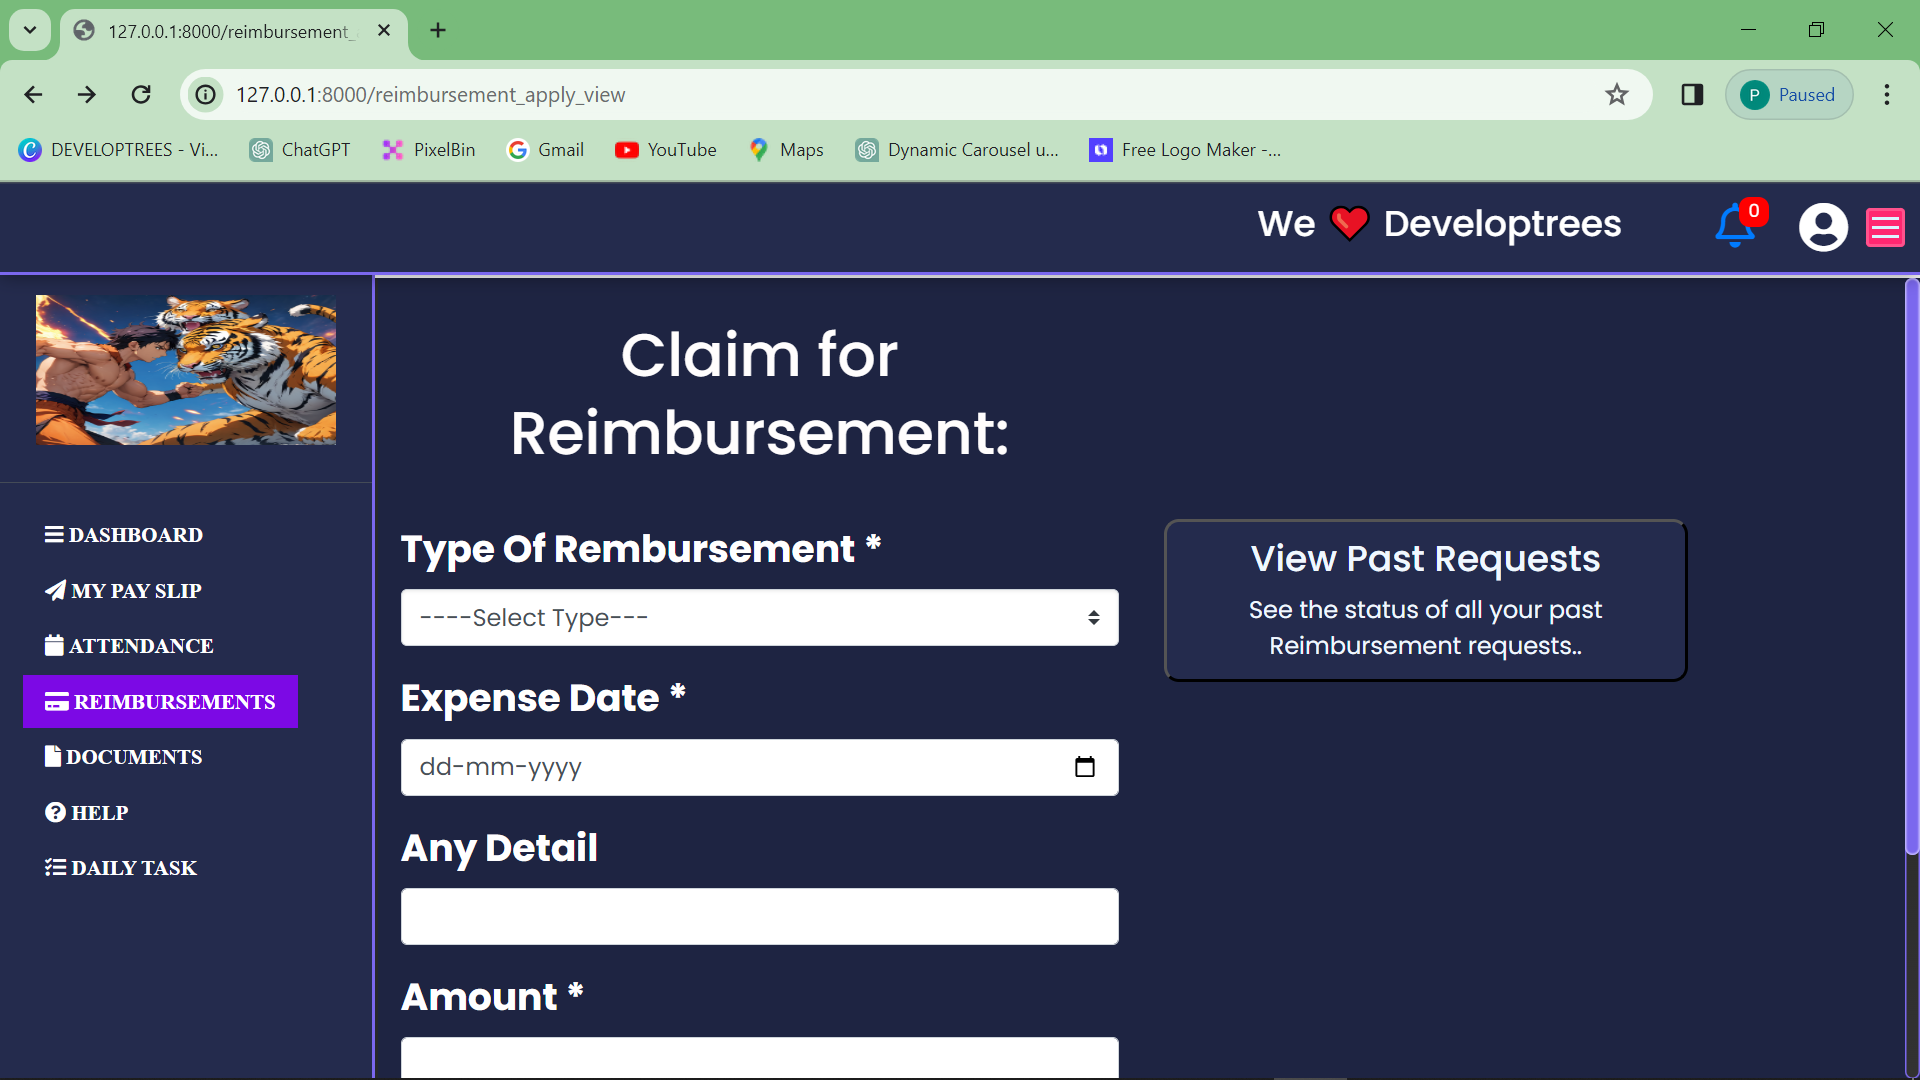 127.0.0.1:8000/reimbursement_
127.0.0.1:8000/reimbursement_apply_view
P Paused
DEVELOPTREES - Vi...
ChatGPT
PixelBin
Gmail
YouTube
Maps
Dynamic Carousel u...
Free Logo Maker -...
We ❤ Developtrees
0
DASHBOARD
MY PAY SLIP
ATTENDANCE
REIMBURSEMENTS
DOCUMENTS
HELP
DAILY TASK
Claim for
Reimbursement:
Type Of Rembursement *
----Select Type---
Expense Date *
dd-mm-yyyy
Any Detail
Amount *
View Past Requests
See the status of all your past
Reimbursement requests..